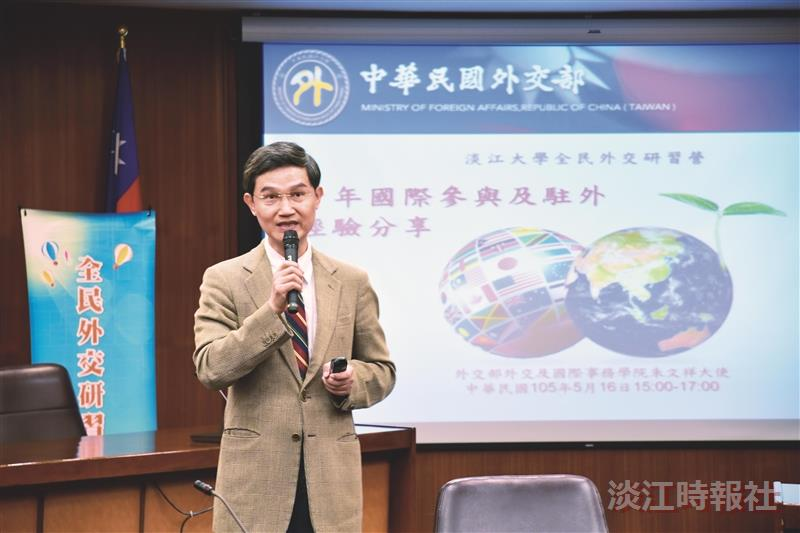 外
中華民國外交部
MINISTRY OF FOREIGN AFFAIRS, REPUBLIC OF CHINA ( TAIWAN )
淡江大學全民外交研習營
年國際參與及駐外
經驗分享
外交部外交及國際事務學院朱文祥大使
中華民國105年5月16日15:00-17:00
全民外交研習
淡江時報社